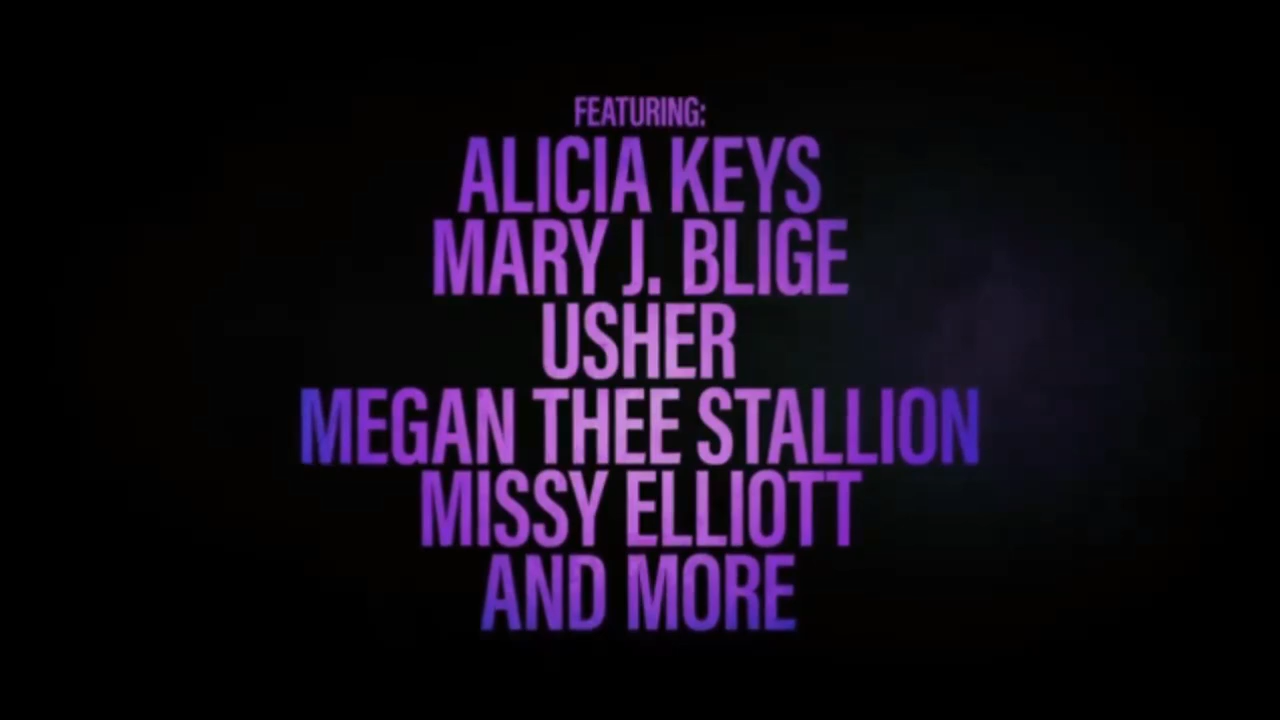 FEATURING:
ALICIA KEYS
MARY J. BLIGE
USHER
MEGAN THEE STALLION
MISSY ELLIOTT
AND MORE